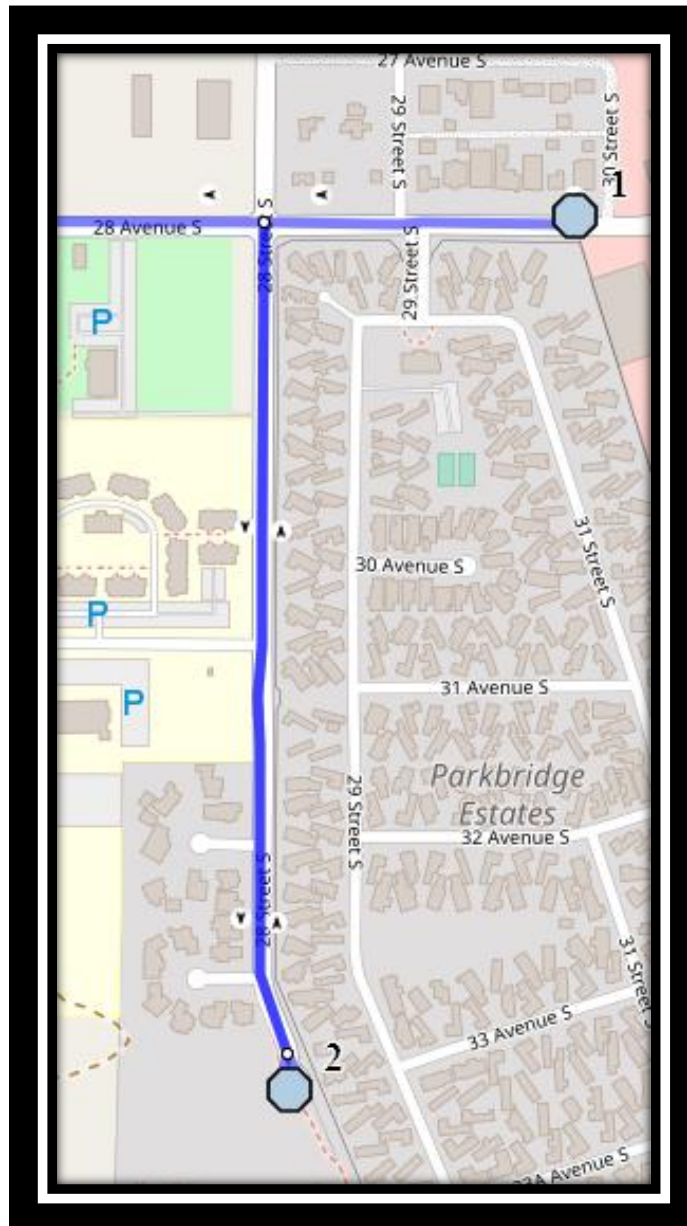 27 Avenue S
29 Street S
30 Street S
1
28 Avenue S
28 Street S
29 Street S
P
31 Street S
30 Avenue S
P
31 Avenue S
P
Parkbridge
Estates
29 Street S
32 Avenue S
28 Street S
31 Street S
33 Avenue S
2
33A Avenue S